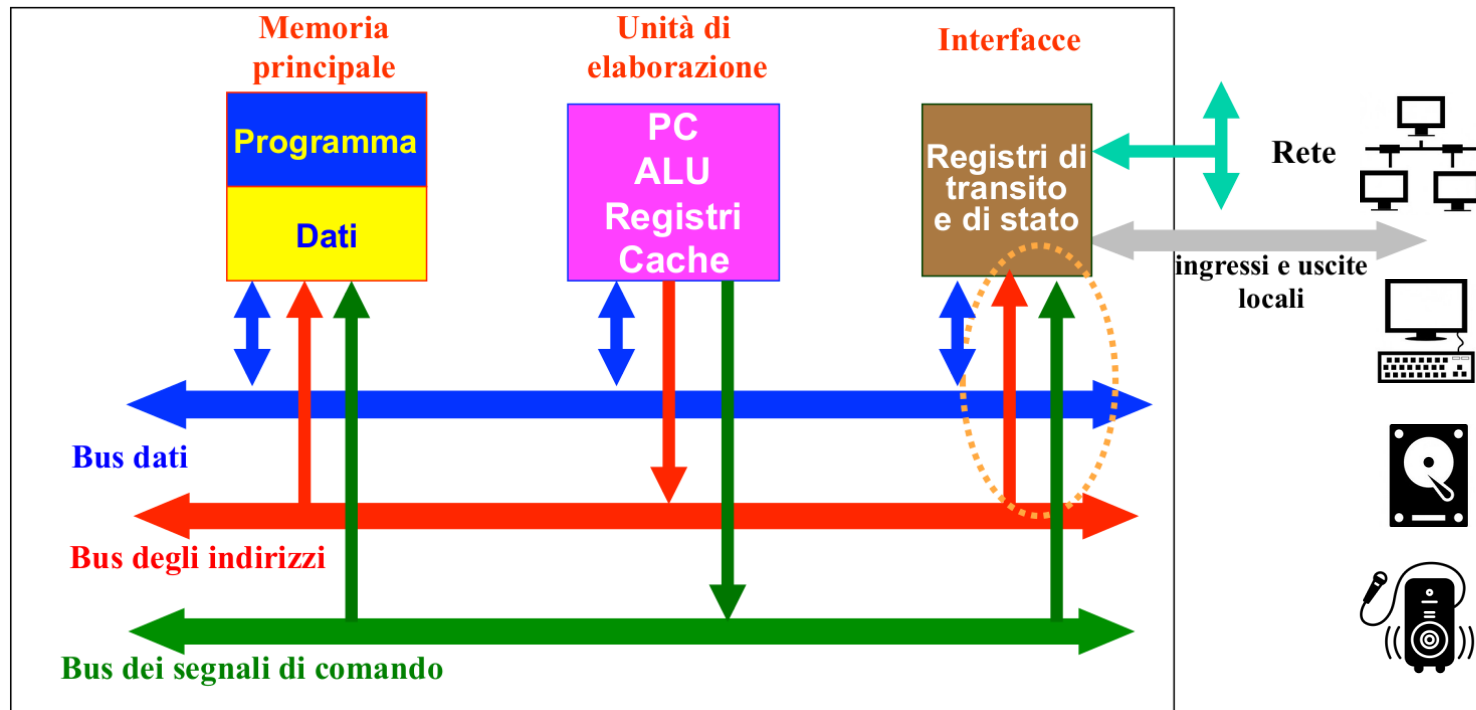 Memoria
principale
Unità di
elaborazione
Interfacce
Programma
Dati
PC
ALU
Registri
Cache
Registri di
transito
e di stato
Rete
ingressi e uscite
locali
Bus dati
Bus degli indirizzi
Bus dei segnali di comando